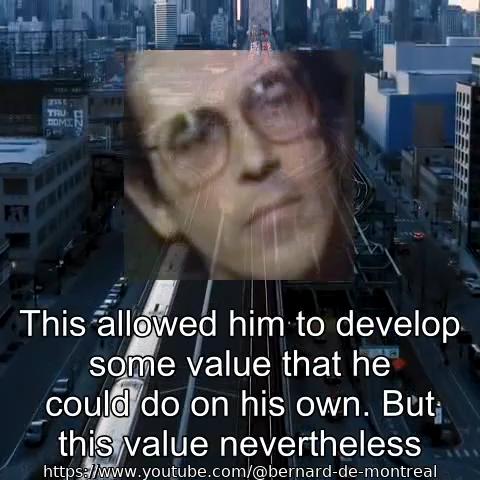 This allowed him to develop
some value that he
could do on his own. But
this value nevertheless
https://www.youtube.com/@bernard-de-montreal